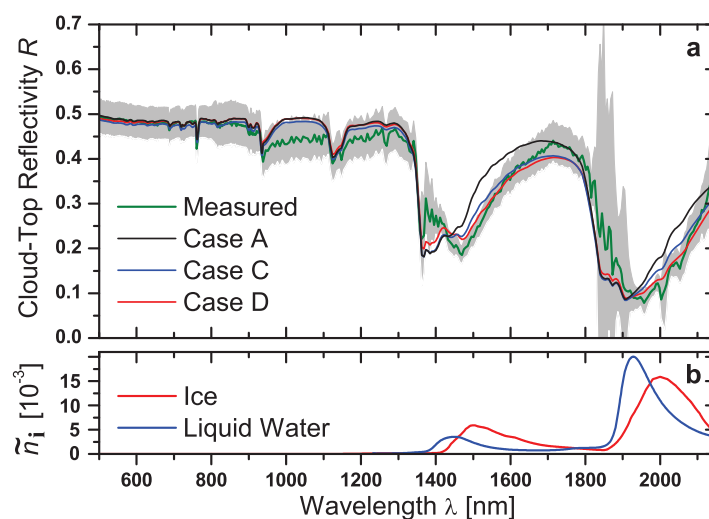 a
Cloud-Top Reflectivity R
0.7
0.6
0.5
0.4
0.3
0.2
0.1
0.0
Measured
Case A
Case C
Case D
b
ñi [10-3]
15
10
5
0
Ice
Liquid Water
600 800 1000 1200 1400 1600 1800 2000
Wavelength λ [nm]